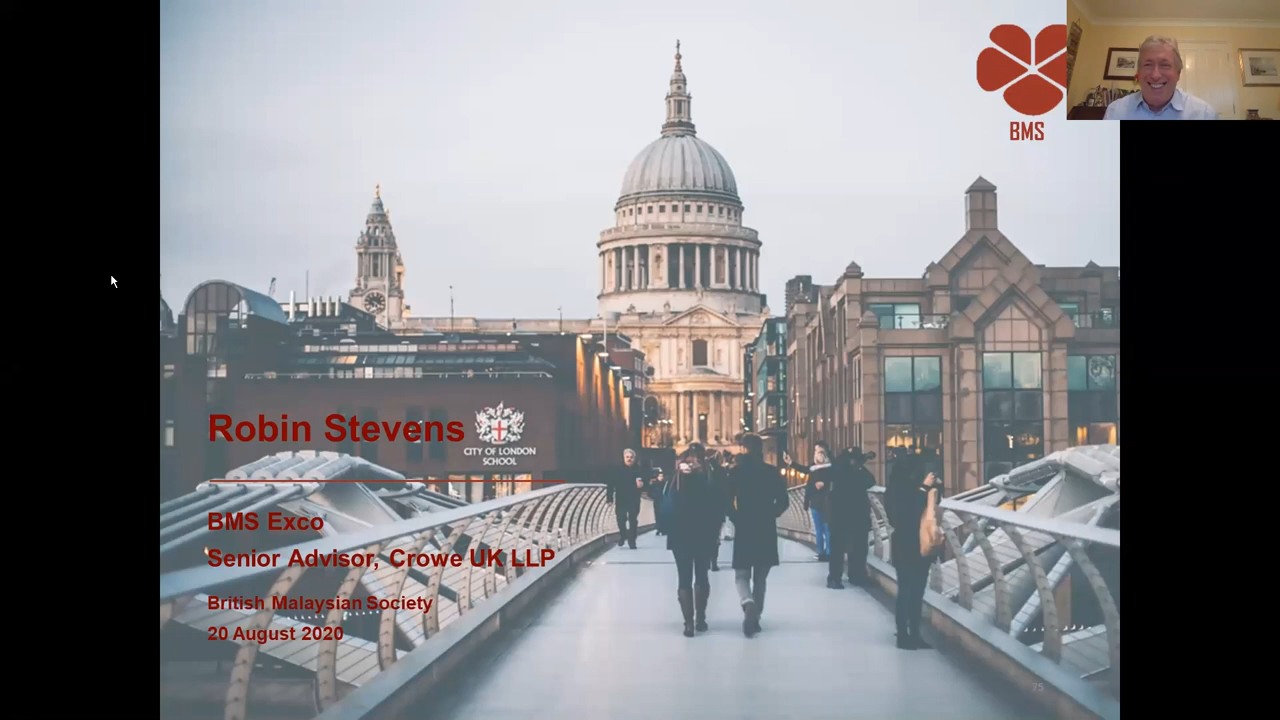 BMS
Robin Stevens
CITY OF LONDON
SCHOOL
BMS Exco
Senior Advisor, Crowe UK LLP
British Malaysian Society
20 August 2020
75